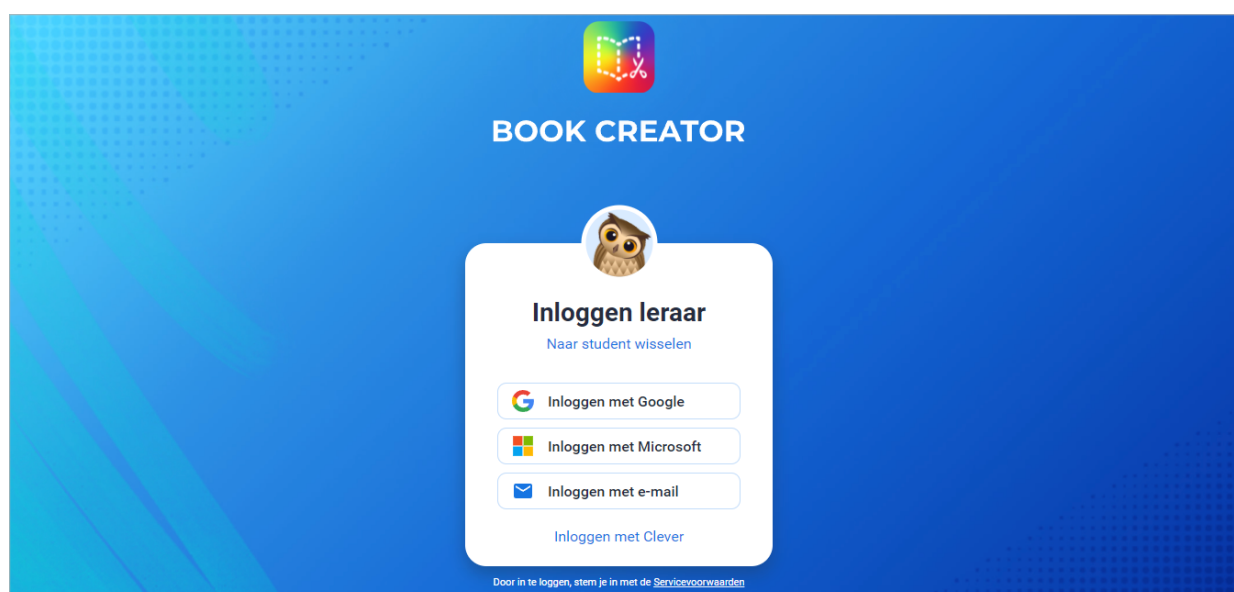 BOOK CREATOR
Inloggen leraar
Naar student wisselen
Inloggen met Google
Inloggen met Microsoft
Inloggen met e-mail
Inloggen met Clever
Door in te loggen, stem je in met de Servicevoorwaarden